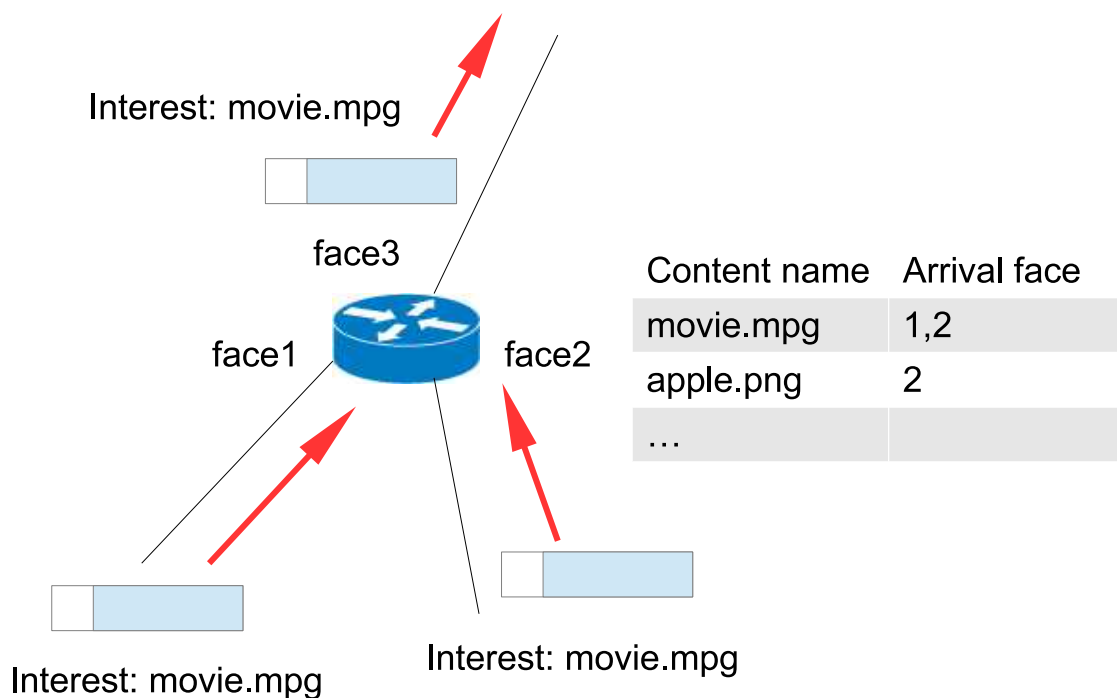 Interest: movie.mpg
face3
face1
face2
Content name Arrival face
movie.mpg 1,2
apple.png 2
…
Interest: movie.mpg
Interest: movie.mpg